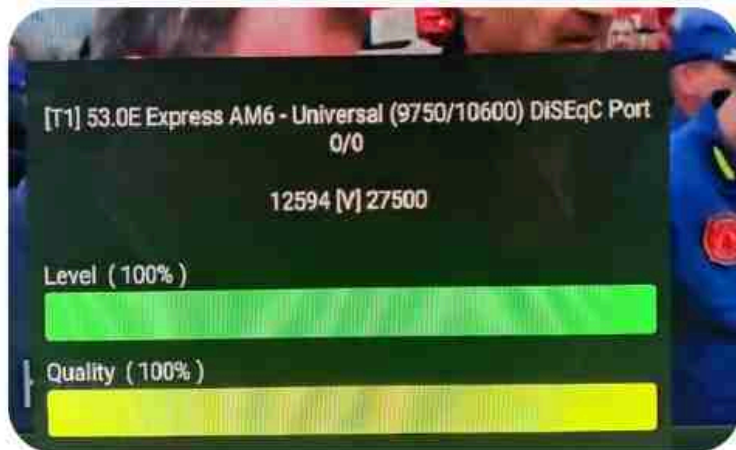 [T1] 53.0E Express AM6 - Universal (9750/10600) DiSEqC Port
0/0
12594 [V] 27500
Level ( 100% )
Quality ( 100% )